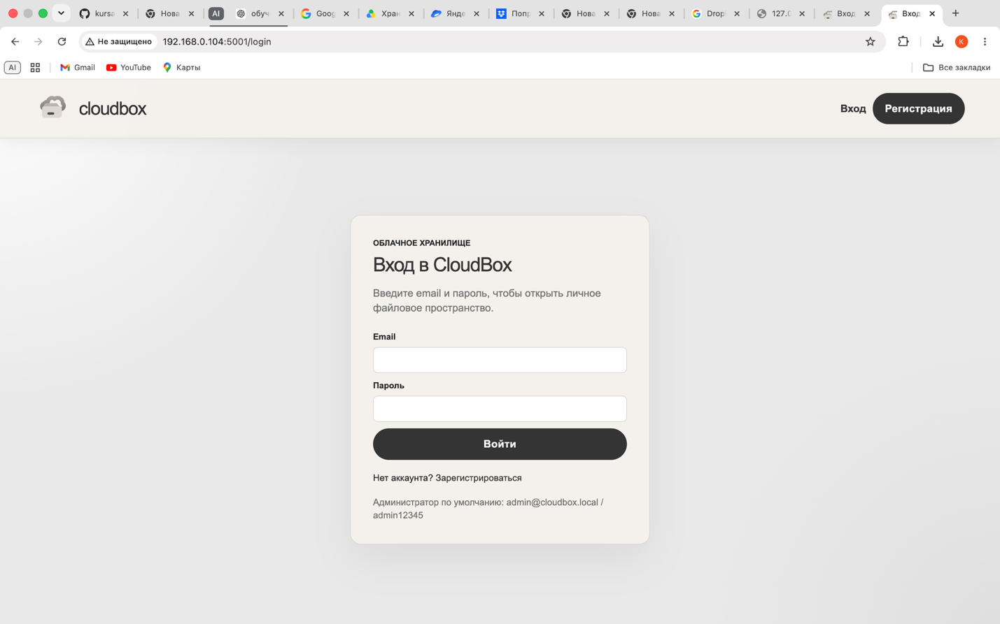 kursa
Нова
AI
обуч
Goog
Хран
Янде
Попр
Нова
Нова
Drop
127.0
Вход
Вход
Не защищено
192.168.0.104:5001/login
K
AI
Gmail
YouTube
Карты
Все закладки
cloudbox
Вход
Регистрация
ОБЛАЧНОЕ ХРАНИЛИЩЕ
Вход в CloudBox
Введите email и пароль, чтобы открыть личное
файловое пространство.
Email
Пароль
Войти
Нет аккаунта? Зарегистрироваться
Администратор по умолчанию: admin@cloudbox.local /
admin12345